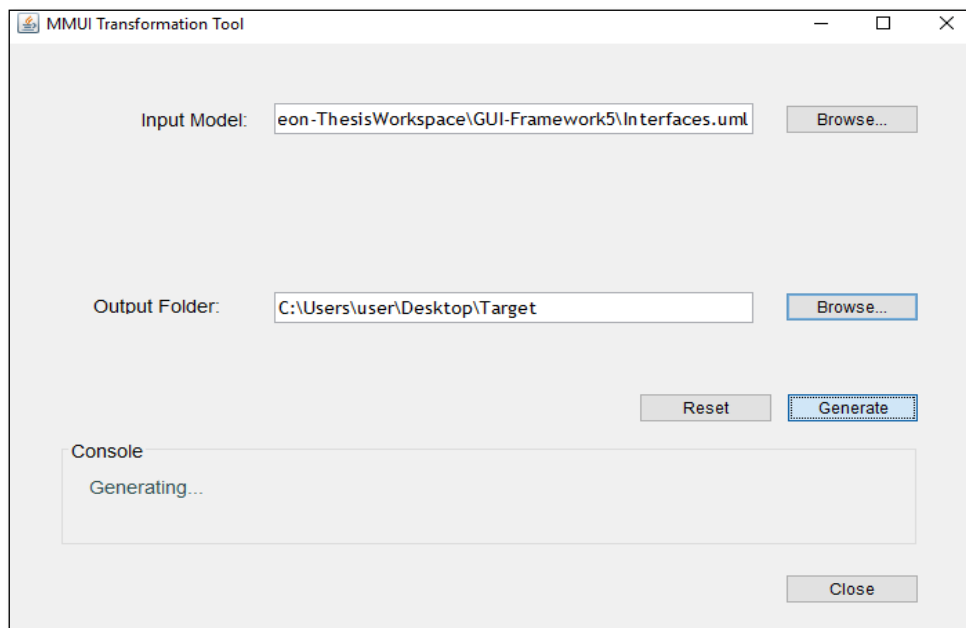 MMUI Transformation Tool
Input Model: eon-ThesisWorkspace\GUI-Framework5\Interfaces.uml Browse...
Output Folder: C:\Users\user\Desktop\Target Browse...
Reset Generate
Console
Generating...
Close